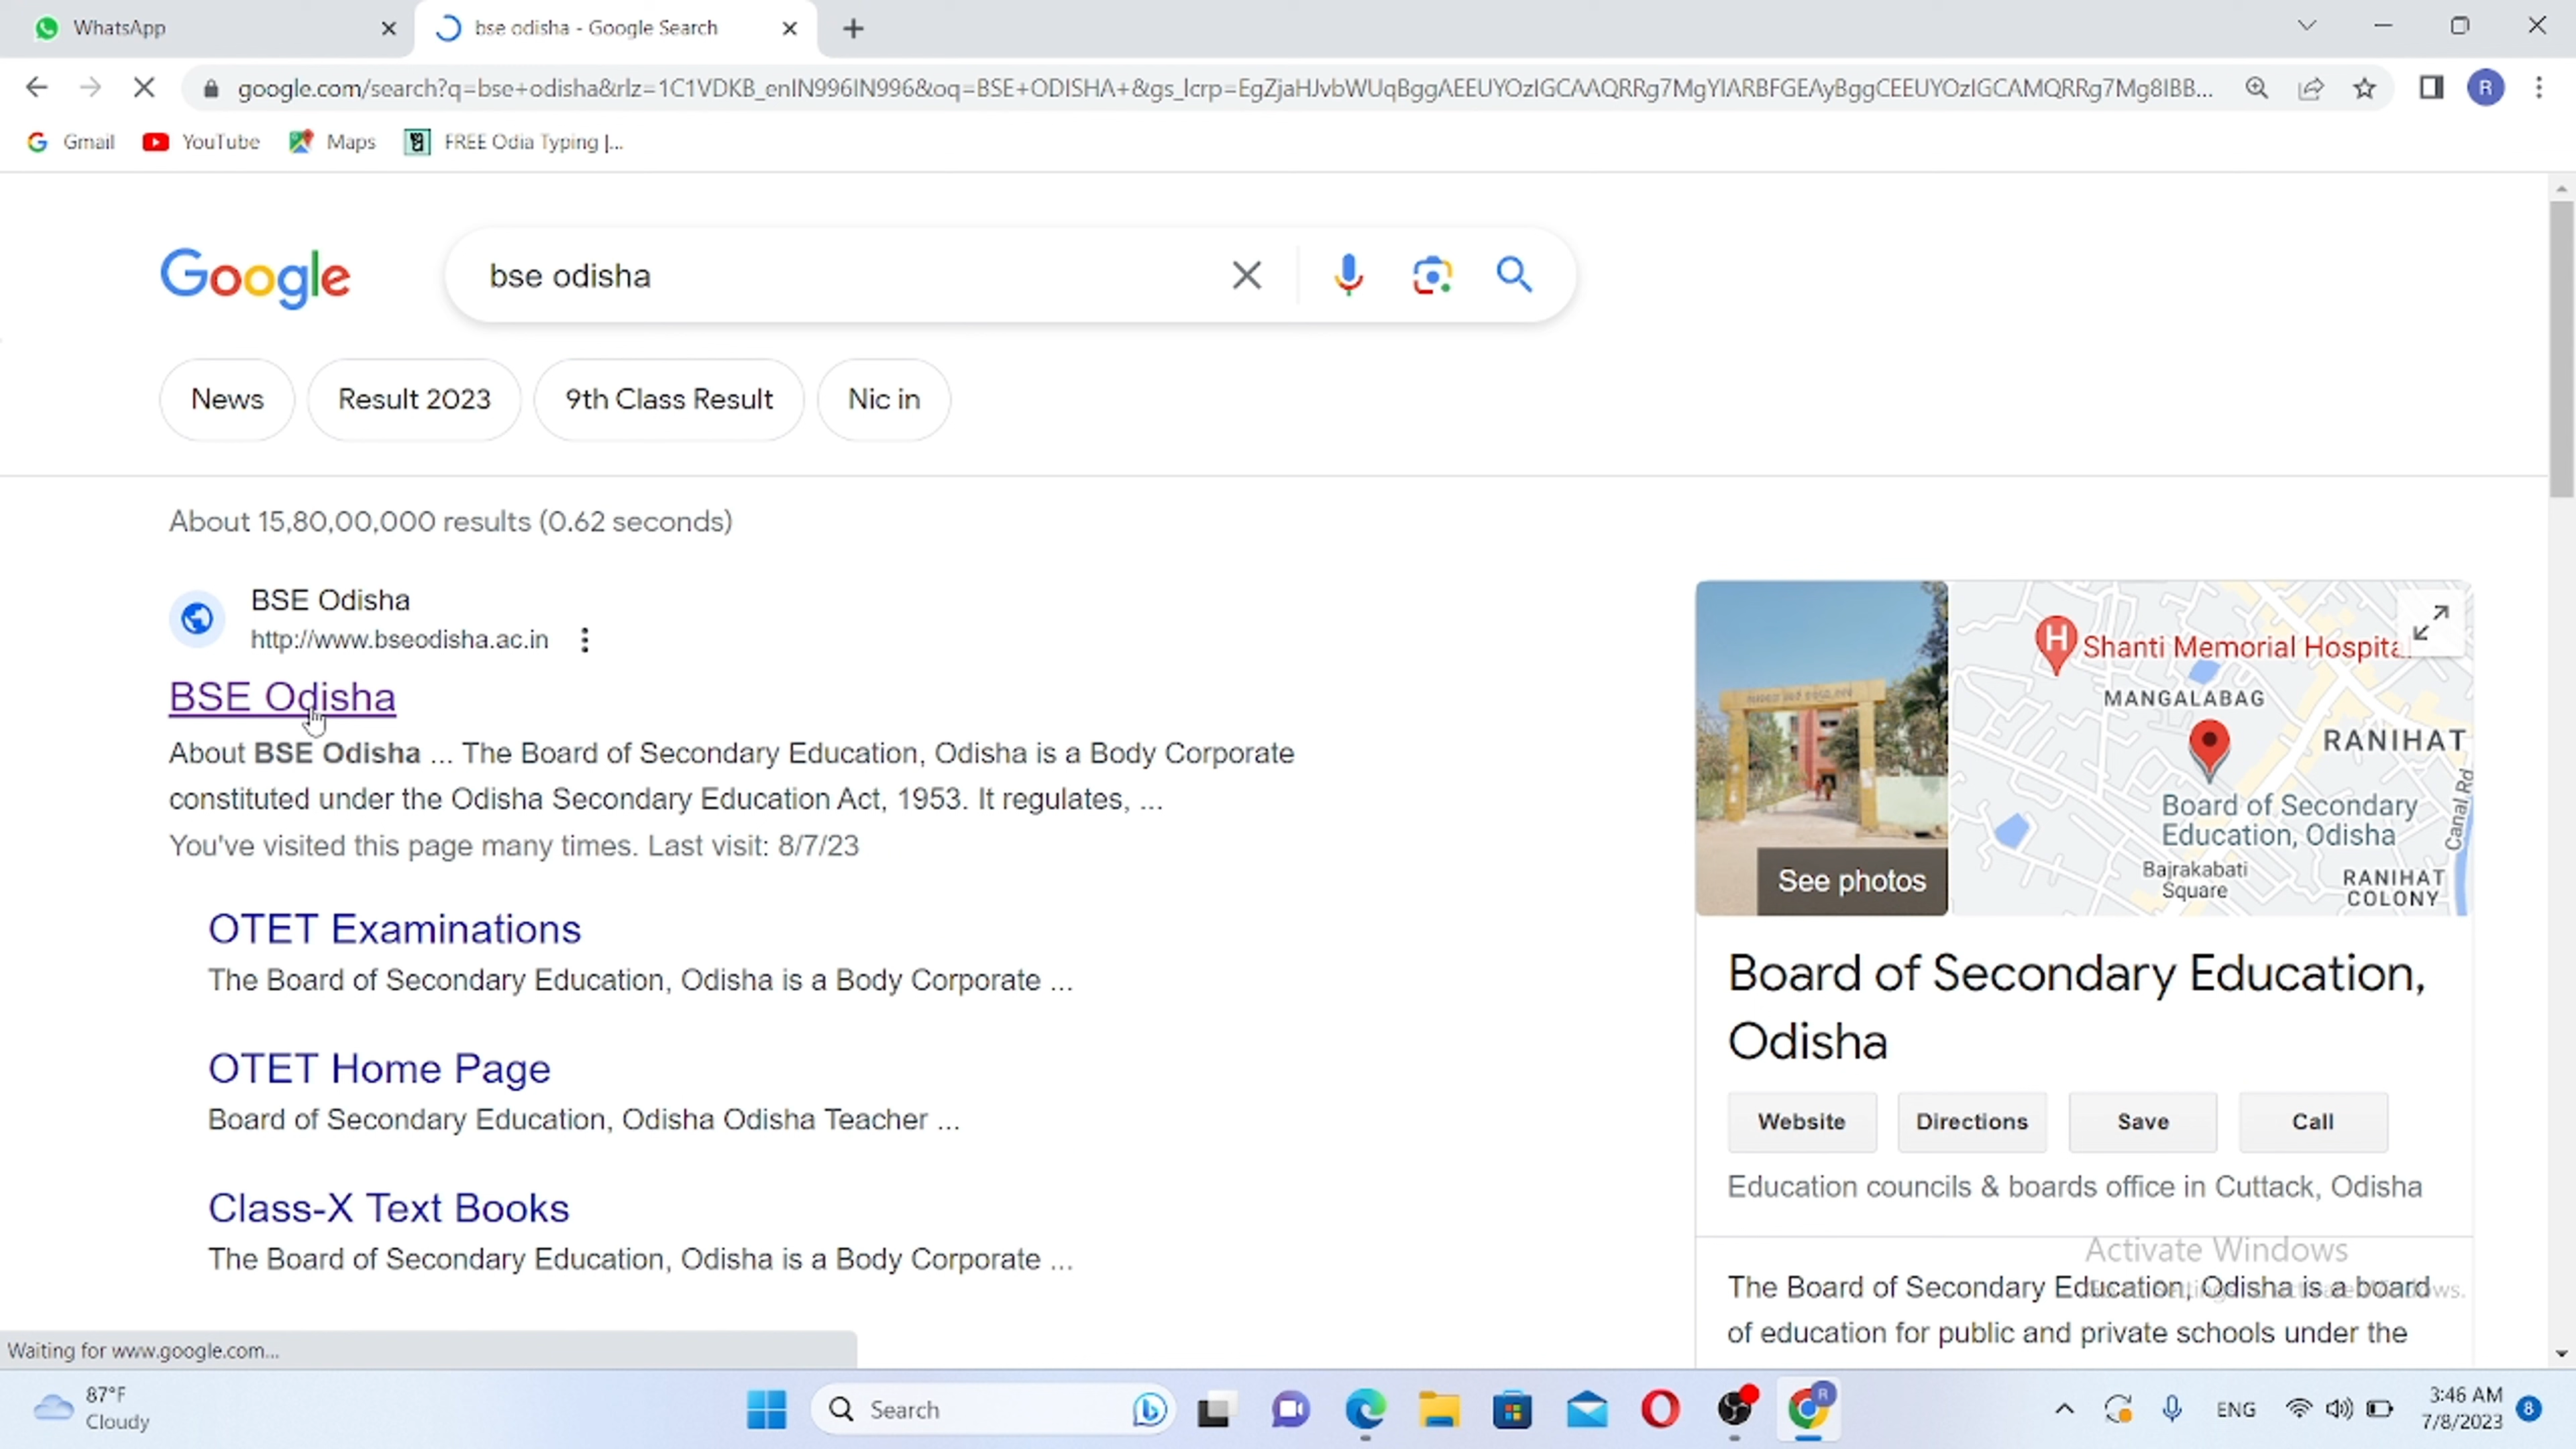 WhatsApp
bse odisha - Google Search
google.com/search?q=bse+odisha&rlz=1C1VDKB_enIN996IN996&oq=BSE+ODISHA+&gs_lcrp=EgZjaHJvbWUqBggAEEUYOzIGCAAQRRg7MgYIARBFGEAyBggCEEUYOzIGCAMQRRg7Mg8IBB...
R
Gmail
YouTube
Maps
FREE Odia Typing |...
Google
bse odisha
News
Result 2023
9th Class Result
Nic in
About 15,80,00,000 results (0.62 seconds)
BSE Odisha
http://www.bseodisha.ac.in
BSE Odisha
About BSE Odisha ... The Board of Secondary Education, Odisha is a Body Corporate
constituted under the Odisha Secondary Education Act, 1953. It regulates, ...
You've visited this page many times. Last visit: 8/7/23
OTET Examinations
The Board of Secondary Education, Odisha is a Body Corporate ...
OTET Home Page
Board of Secondary Education, Odisha Odisha Teacher ...
Class-X Text Books
The Board of Secondary Education, Odisha is a Body Corporate ...
See photos
H
Shanti Memorial Hospita
MANGALABAG
RANIHAT
Board of Secondary
Education, Odisha
Canal Rd
Bajrakabati
Square
RANIHAT
COLONY
Board of Secondary Education,
Odisha
Website
Directions
Save
Call
Education councils & boards office in Cuttack, Odisha
Activate Windows
The Board of Secondary Education, Odisha is a board
of education for public and private schools under the
Waiting for www.google.com...
87°F
Cloudy
Search
R
ENG
3:46 AM
7/8/2023
8